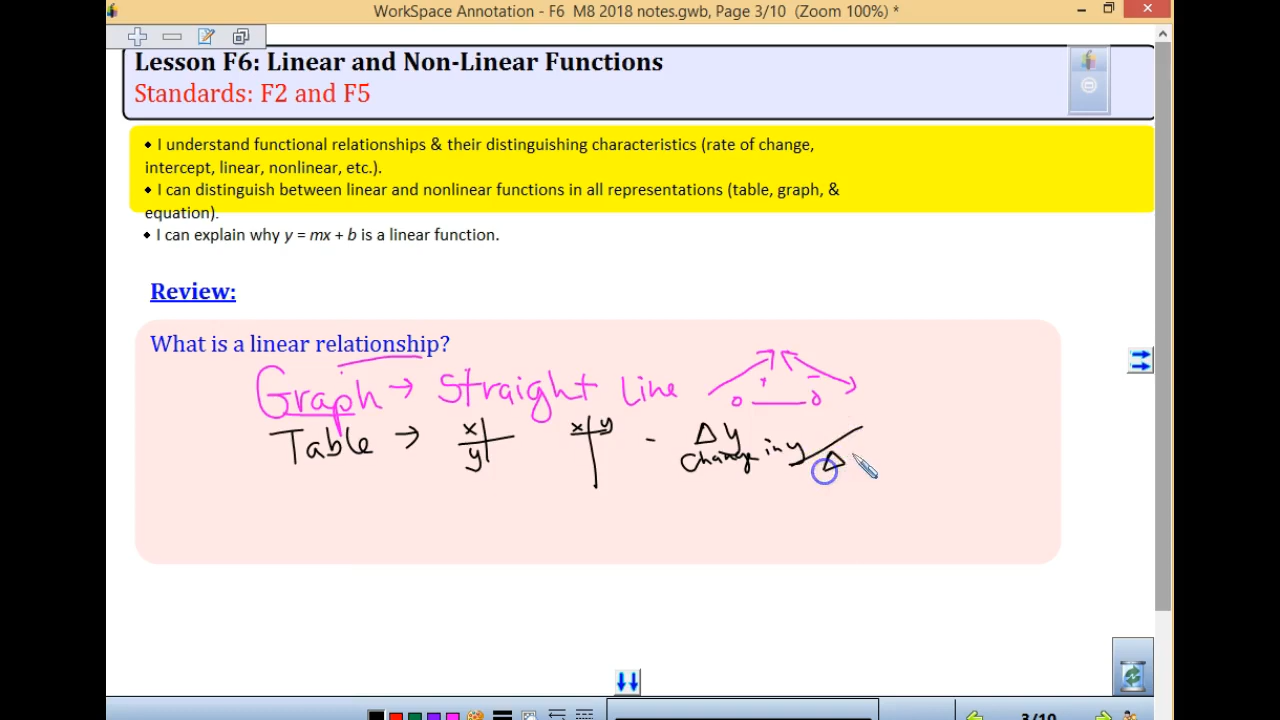 WorkSpace Annotation - F6 M8 2018 notes.gwb, Page 3/10 (Zoom 100%) *
Lesson F6: Linear and Non-Linear Functions
Standards: F2 and F5
• I understand functional relationships & their distinguishing characteristics (rate of change,
intercept, linear, nonlinear, etc.).
• I can distinguish between linear and nonlinear functions in all representations (table, graph, &
equation).
• I can explain why y = mx + b is a linear function.
Review:
What is a linear relationship?
Graph → Straight Line
Table → x y x y - Δ y
Change in y Δ
3/10